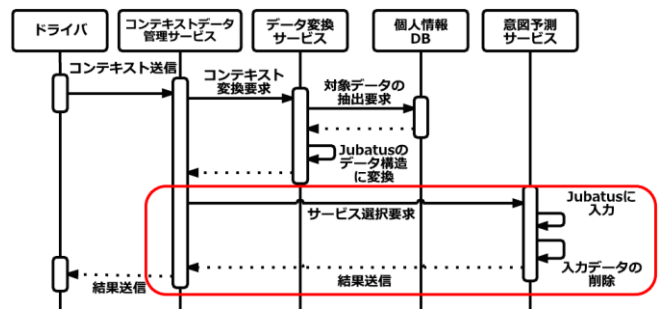 ドライバ
コンテキストデータ
管理サービス
データ変換
サービス
個人情報
DB
意図予測
サービス
コンテキスト送信
コンテキスト
変換要求
対象データの
抽出要求
Jubatusの
データ構造
に変換
サービス選択要求
Jubatusに
入力
入力データの
削除
結果送信
結果送信